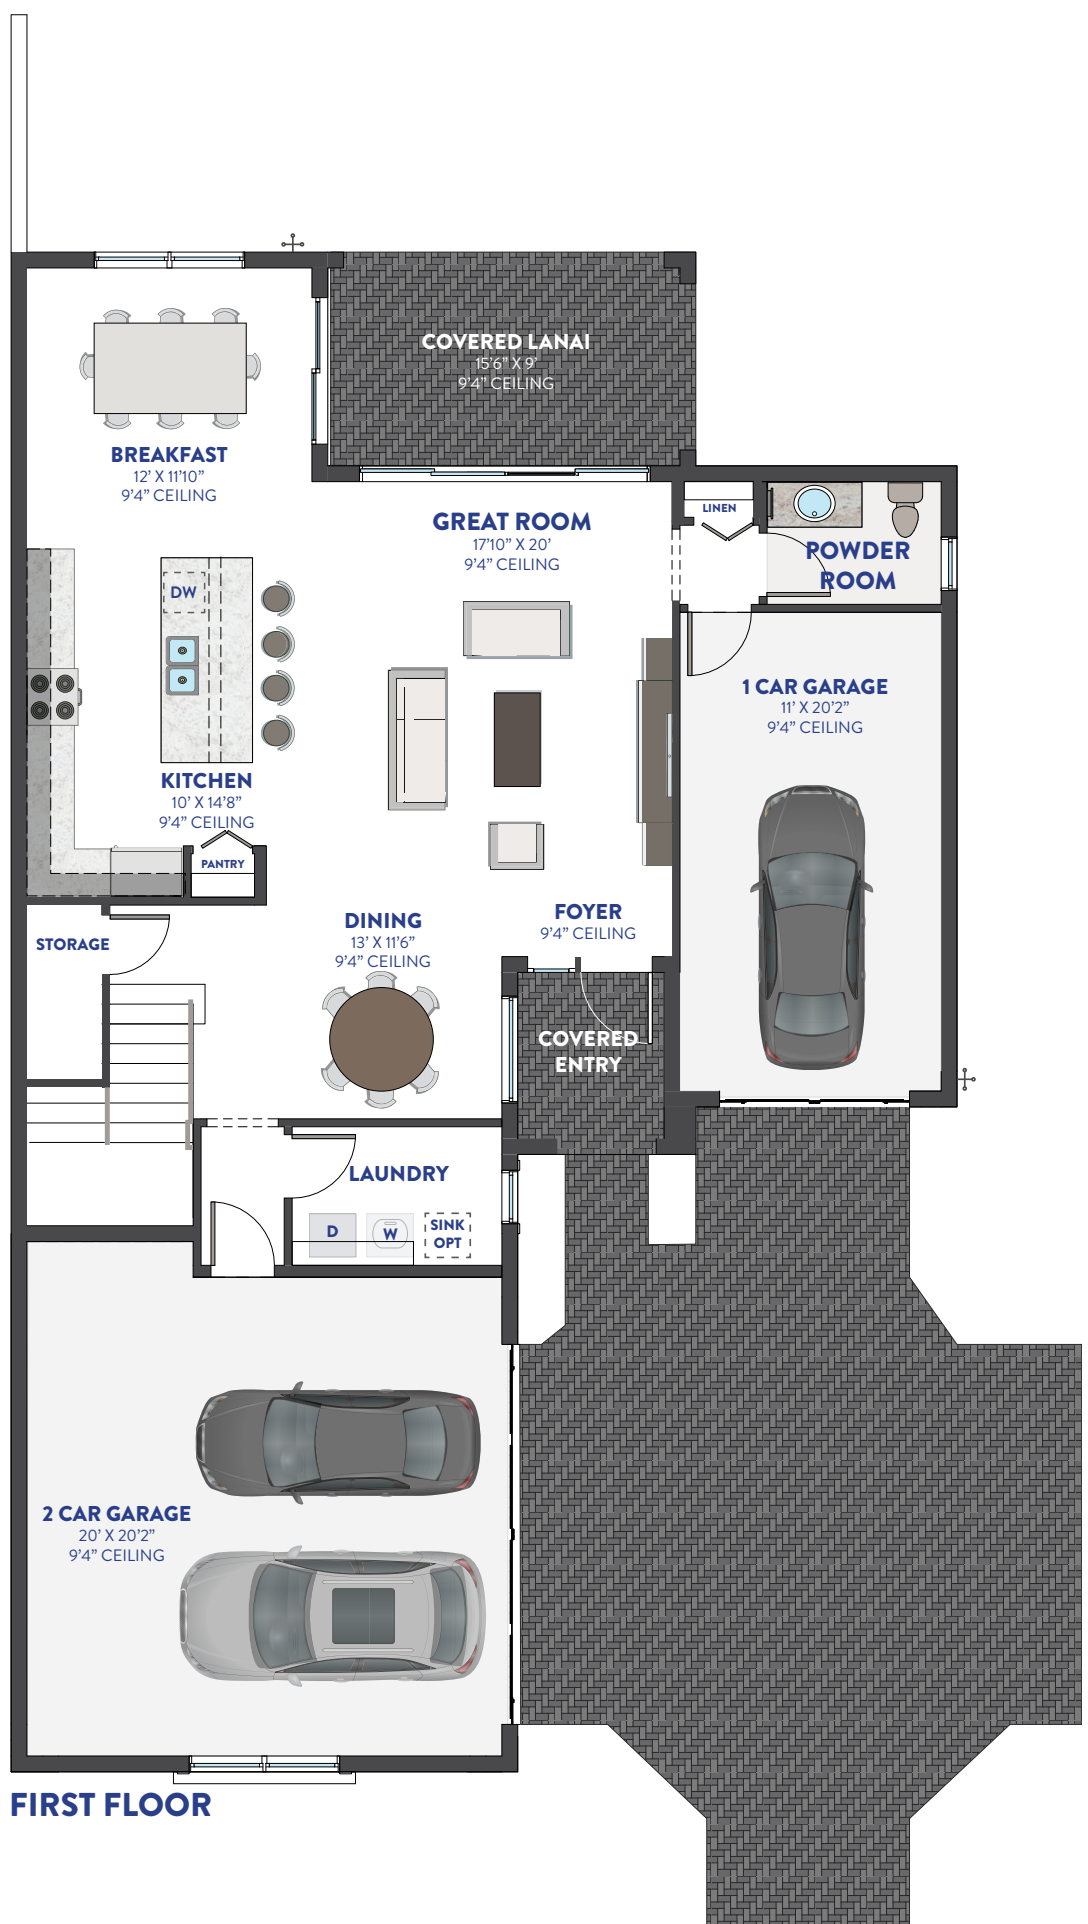 COVERED LANAI
15’6” X 9’
9’4” CEILING
BREAKFAST
12’ X 11’10”
9’4” CEILING
GREAT ROOM
17’10” X 20’
9’4” CEILING
LINEN
POWDER
ROOM
DW
1 CAR GARAGE
11’ X 20’2”
9’4” CEILING
KITCHEN
10’ X 14’8”
9’4” CEILING
PANTRY
DINING
13’ X 11’6”
9’4” CEILING
FOYER
9’4” CEILING
STORAGE
COVERED
ENTRY
LAUNDRY
D
W
SINK
OPT
2 CAR GARAGE
20’ X 20’2”
9’4” CEILING
FIRST FLOOR